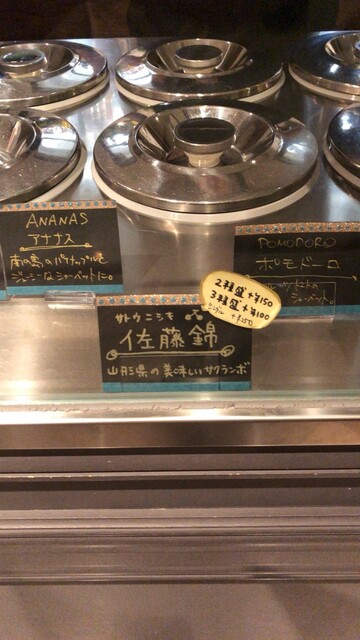 ANANAS
アナナス
南の島のパイナップルを
ジューシーなシャーベットに
POMODORO
ポモドーロ
シャーベット。
2種盛+¥150
3種盛+¥100
サトウニシキ
佐藤錦
山形県の美味しいサクランボ